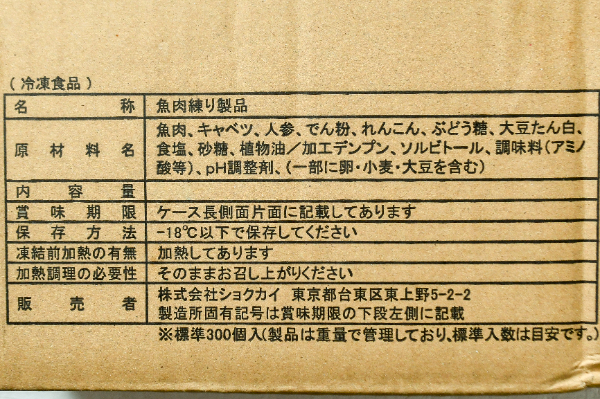 (冷凍食品)
名称 魚肉練り製品
原材料名 魚肉、キャベツ、人参、でん粉、れんこん、ぶどう糖、大豆たん白、
食塩、砂糖、植物油/加工デンプン、ソルビトール、調味料(アミノ
酸等)、pH調整剤、(一部に卵・小麦・大豆を含む)
内容量
賞味期限 ケース長側面片面に記載してあります
保存方法 -18℃以下で保存してください
凍結前加熱の有無 加熱してあります
加熱調理の必要性 そのままお召し上がりください
販売者 株式会社ショクカイ 東京都台東区東上野5-2-2
製造所固有記号は賞味期限の下段左側に記載
※標準300個入(製品は重量で管理しており、標準入数は目安です。)